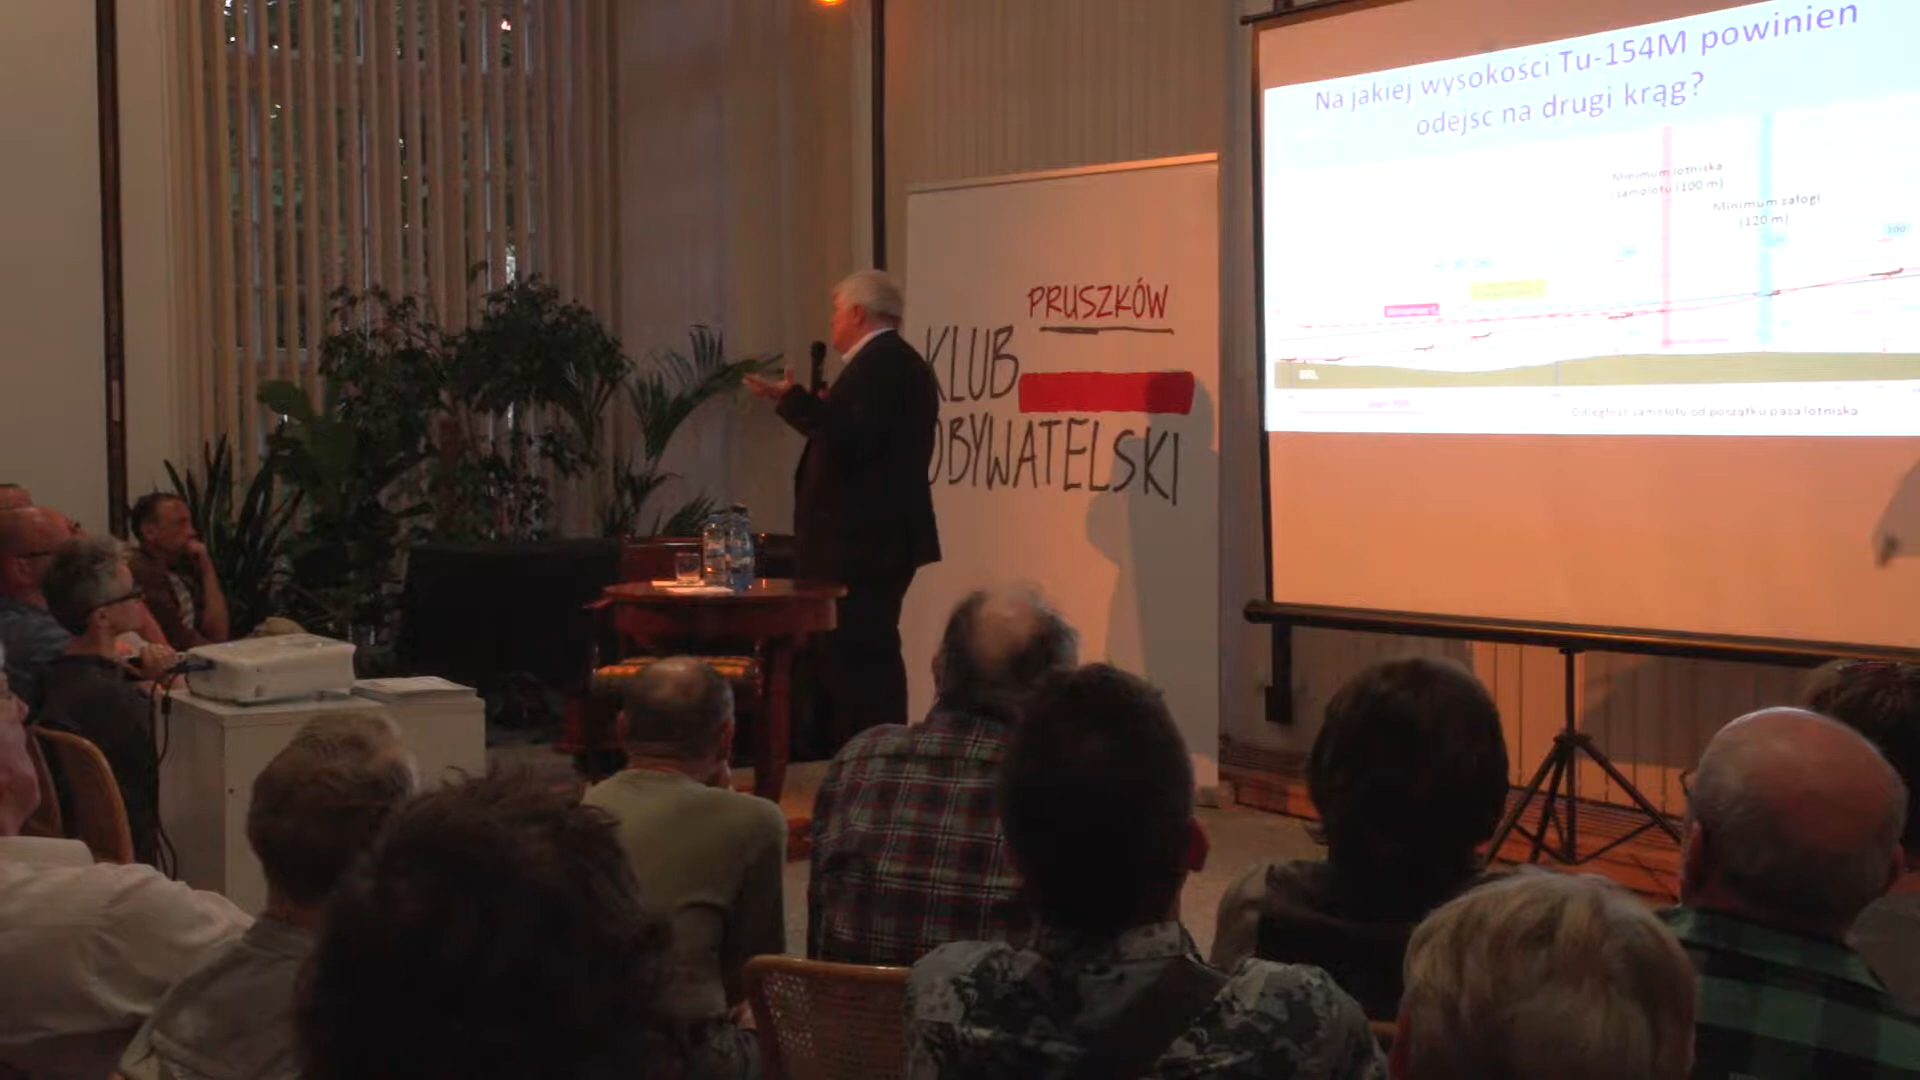 Na jakiej wysokości Tu-154M powinien
odejść na drugi krąg?
Minimum lotniska
i samolotu (100 m)
Minimum załogi
(120 m)
200
Odległość samolotu od początku pasa lotniska
PRUSZKÓW
KLUB
OBYWATELSKI